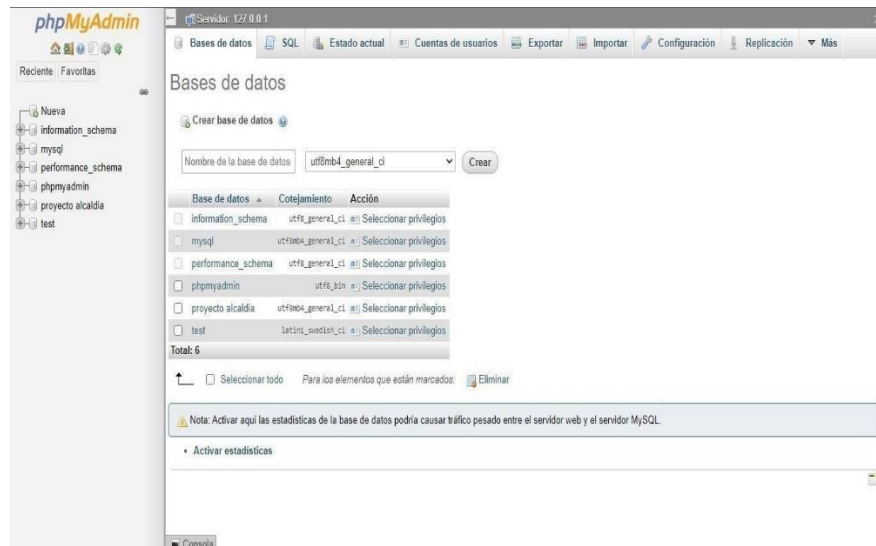 phpMyAdmin
Reciente Favoritas
Nueva
information_schema
mysql
performance_schema
phpmyadmin
proyecto alcaldia
test
Servidor: 127.0.0.1
Bases de datos SQL Estado actual Cuentas de usuarios Exportar Importar Configuración Replicación Más
Bases de datos
Crear base de datos
Nombre de la base de datos utf8mb4_general_ci Crear
Base de datos Cotejamiento Acción
information_schema utf8_general_ci Seleccionar privilegios
mysql utf8mb4_general_ci Seleccionar privilegios
performance_schema utf8_general_ci Seleccionar privilegios
phpmyadmin utf8_bin Seleccionar privilegios
proyecto alcaldia utf8mb4_general_ci Seleccionar privilegios
test latin1_swedish_ci Seleccionar privilegios
Total: 6
Seleccionar todo Para los elementos que están marcados: Eliminar
Nota: Activar aquí las estadísticas de la base de datos podría causar tráfico pesado entre el servidor web y el servidor MySQL.
• Activar estadísticas
Consola